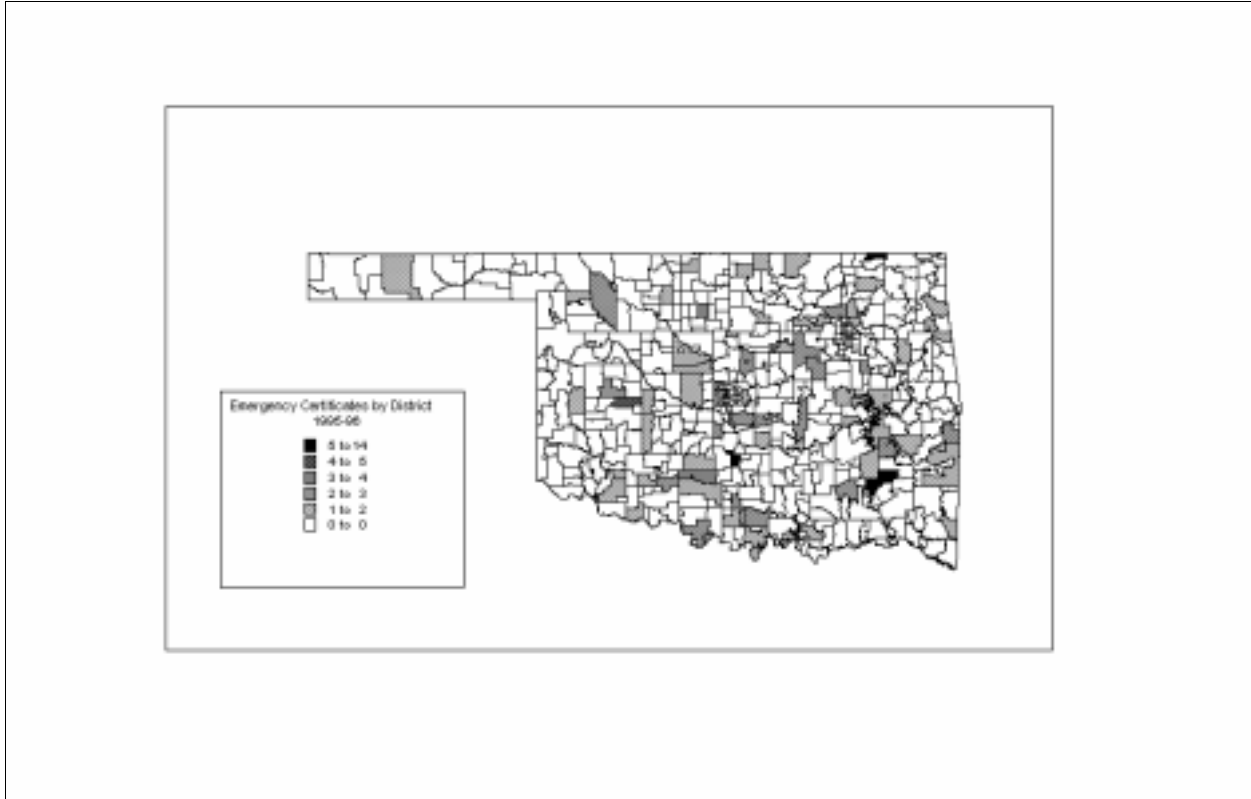 Emergency Certificates by District
1995-96
5 to 14
4 to 5
3 to 4
2 to 3
1 to 2
0 to 0